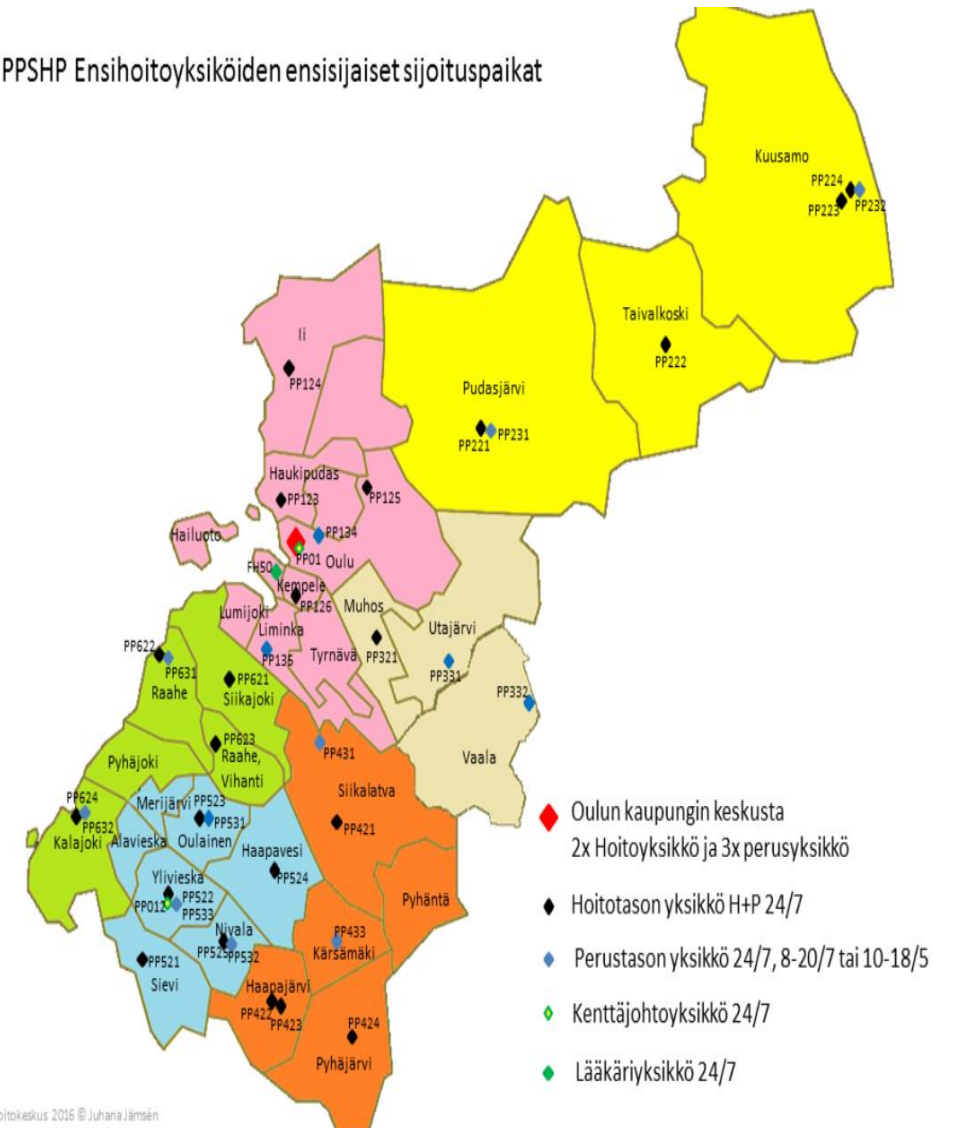 PPSHP Ensihoitoyksiköiden ensisijaiset sijoituspaikat
Kuusamo
PP224
PP223
PP232
Taivalkoski
PP222
Ii
PP124
Pudasjärvi
PP221
PP231
Haukipudas
PP123
PP125
Hailuoto
PP134
PP01
Oulu
FH50
Kempele
PP126
Lumijoki
Liminka
PP135
Tyrnävä
Muhos
PP321
Utajärvi
PP331
PP332
Vaala
PP622
PP631
Raahe
PP621
Siikajoki
PP623
Raahe,
Vihanti
Pyhäjoki
PP431
Siikalatva
PP421
PP624
PP632
Kalajoki
Merijärvi
PP523
PP531
Alavieska
Oulainen
Haapavesi
PP524
Ylivieska
PP522
PP012
PP533
Nivala
PP525
PP532
PP521
Sievi
Pyhäntä
PP433
Kärsämäki
Haapajärvi
PP422
PP423
PP424
Pyhäjärvi
Oulun kaupungin keskusta
2x Hoitoyksikkö ja 3x perusyksikkö
Hoitotason yksikkö H+P 24/7
Perustason yksikkö 24/7, 8-20/7 tai 10-18/5
Kenttäjohtoyksikkö 24/7
Lääkäriyksikkö 24/7
oitokeskus 2016 © Juhana Jämsén